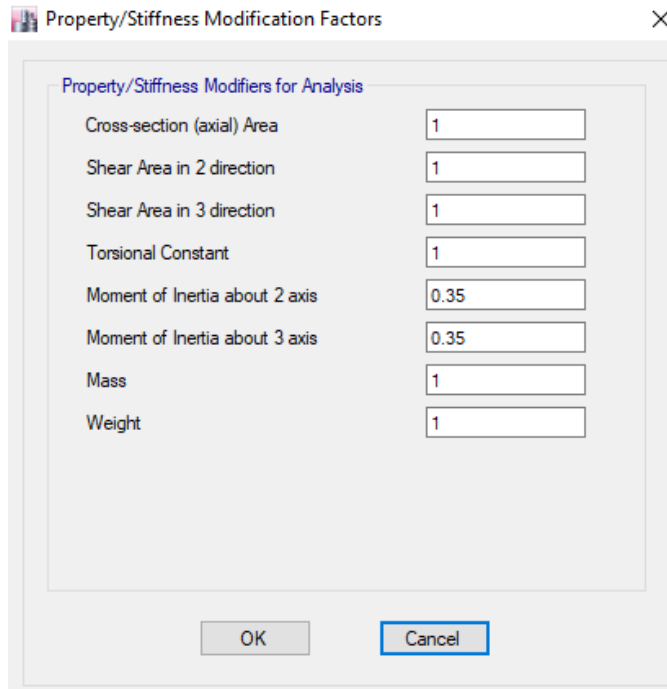 Property/Stiffness Modification Factors
Property/Stiffness Modifiers for Analysis
Cross-section (axial) Area 1
Shear Area in 2 direction 1
Shear Area in 3 direction 1
Torsional Constant 1
Moment of Inertia about 2 axis 0.35
Moment of Inertia about 3 axis 0.35
Mass 1
Weight 1
OK Cancel